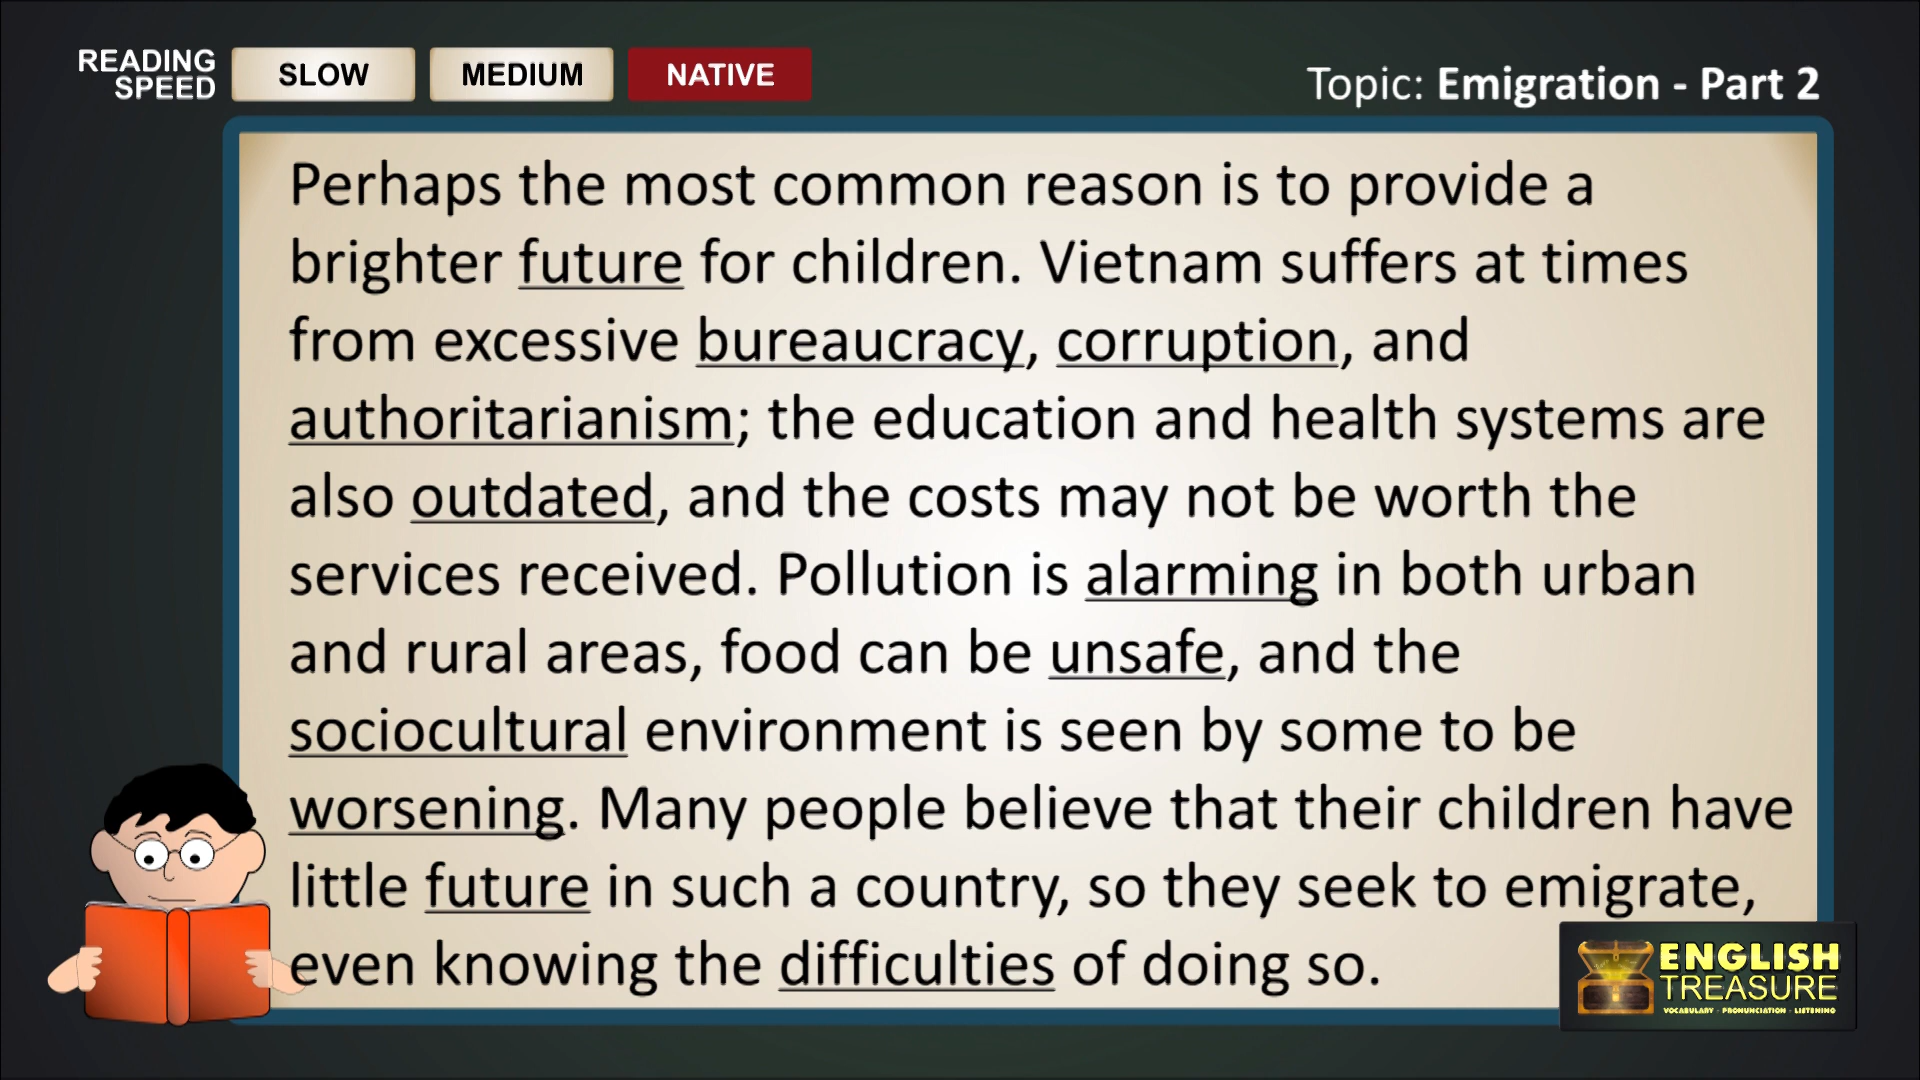 READING
SPEED
SLOW
MEDIUM
NATIVE
Topic: Emigration - Part 2
Perhaps the most common reason is to provide a
brighter future for children. Vietnam suffers at times
from excessive bureaucracy, corruption, and
authoritarianism; the education and health systems are
also outdated, and the costs may not be worth the
services received. Pollution is alarming in both urban
and rural areas, food can be unsafe, and the
sociocultural environment is seen by some to be
worsening. Many people believe that their children have
little future in such a country, so they seek to emigrate,
even knowing the difficulties of doing so.
ENGLISH
TREASURE
VOCABULARY - PRONUNCIATION - LISTENING